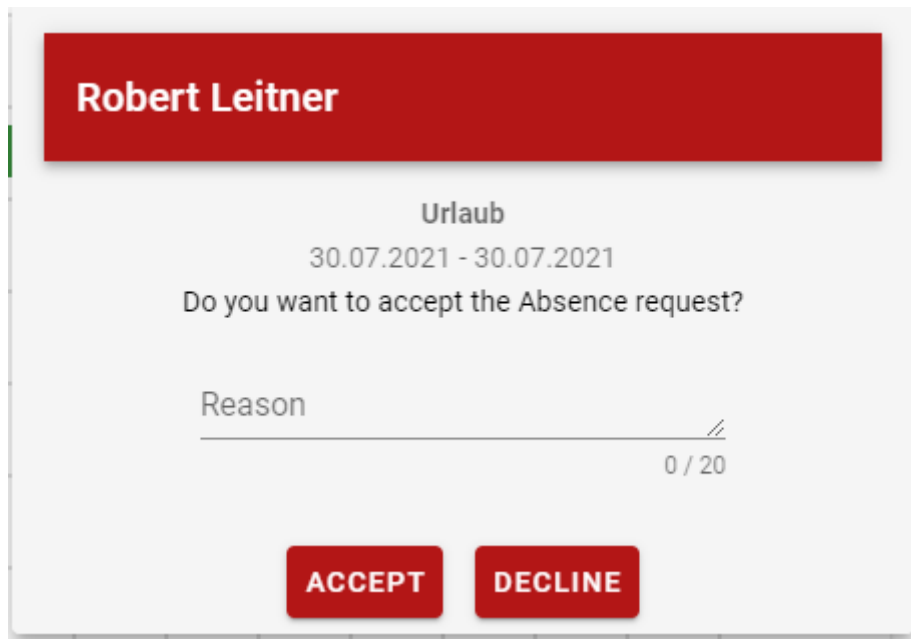 Robert Leitner
Urlaub
30.07.2021 - 30.07.2021
Do you want to accept the Absence request?
Reason
0 / 20
ACCEPT DECLINE